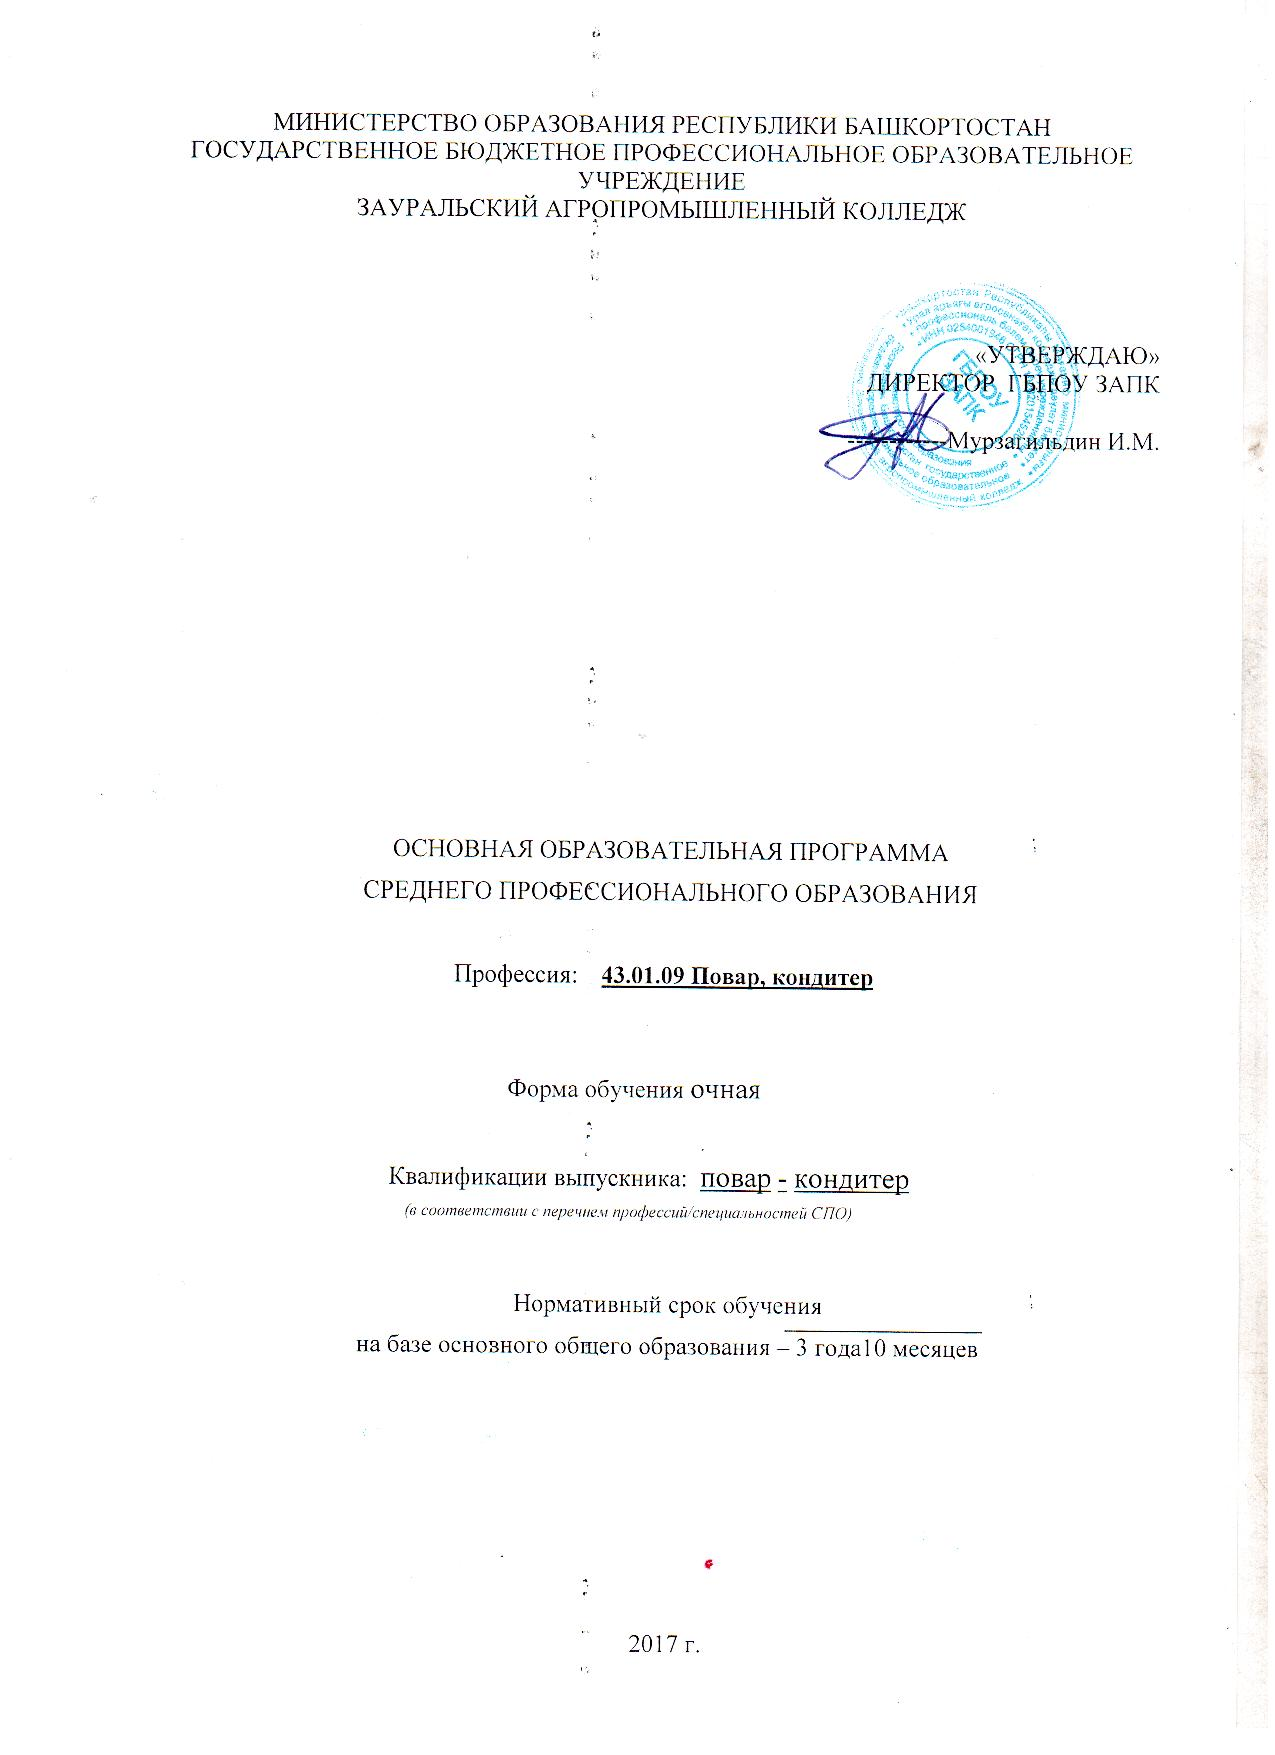 МИНИСТЕРСТВО ОБРАЗОВАНИЯ РЕСПУБЛИКИ БАШКОРТОСТАН
ГОСУДАРСТВЕННОЕ БЮДЖЕТНОЕ ПРОФЕССИОНАЛЬНОЕ ОБРАЗОВАТЕЛЬНОЕ
УЧРЕЖДЕНИЕ
ЗАУРАЛЬСКИЙ АГРОПРОМЫШЛЕННЫЙ КОЛЛЕДЖ
«УТВЕРЖДАЮ»
ДИРЕКТОР ГБПОУ ЗАПК
------------Мурзагильдин И.М.
ГБПОУ
ЗАПК
ОСНОВНАЯ ОБРАЗОВАТЕЛЬНАЯ ПРОГРАММА
СРЕДНЕГО ПРОФЕССИОНАЛЬНОГО ОБРАЗОВАНИЯ
Профессия: 43.01.09 Повар, кондитер
Форма обучения очная
Квалификации выпускника: повар - кондитер
(в соответствии с перечнем профессий/специальностей СПО)
Нормативный срок обучения
на базе основного общего образования – 3 года10 месяцев
2017 г.